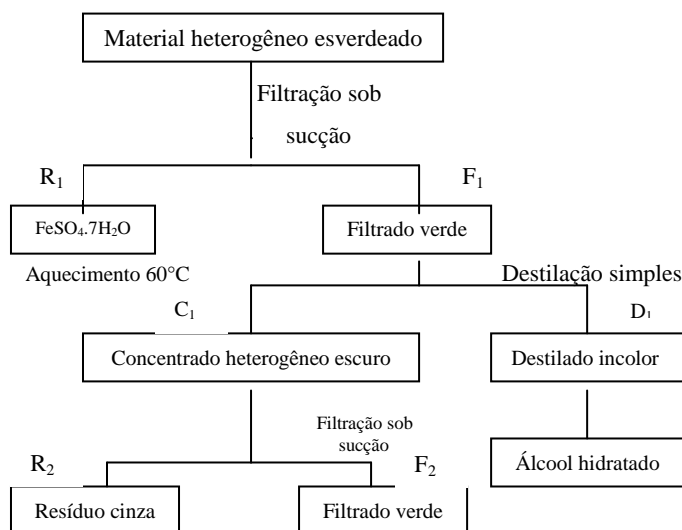 Material heterogêneo esverdeado
Filtração sob
sucção
R₁
F₁
FeSO₄.7H₂O
Filtrado verde
Aquecimento 60°C
Destilação simples
C₁
D₁
Concentrado heterogêneo escuro
Destilado incolor
Filtração sob
sucção
R₂
F₂
Álcool hidratado
Resíduo cinza
Filtrado verde